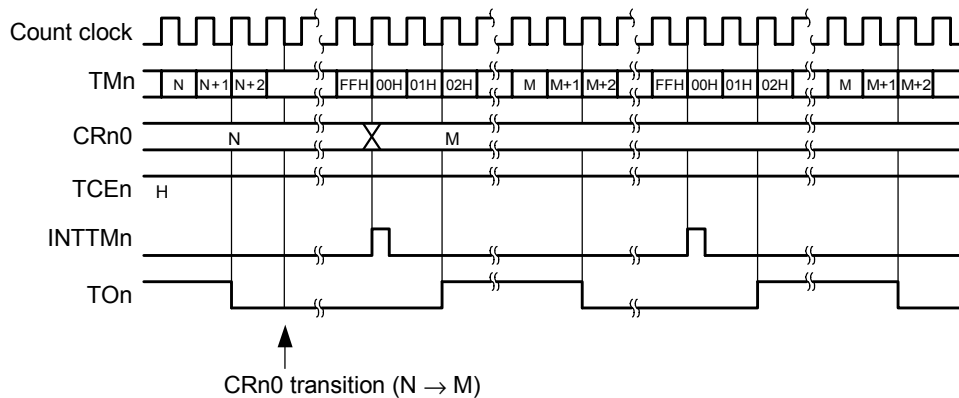 Count clock
TMn N N+1 N+2 FFH 00H 01H 02H M M+1 M+2 FFH 00H 01H 02H M M+1 M+2
CRn0 N M
TCEn H
INTTMn
TOn
CRn0 transition (N → M)